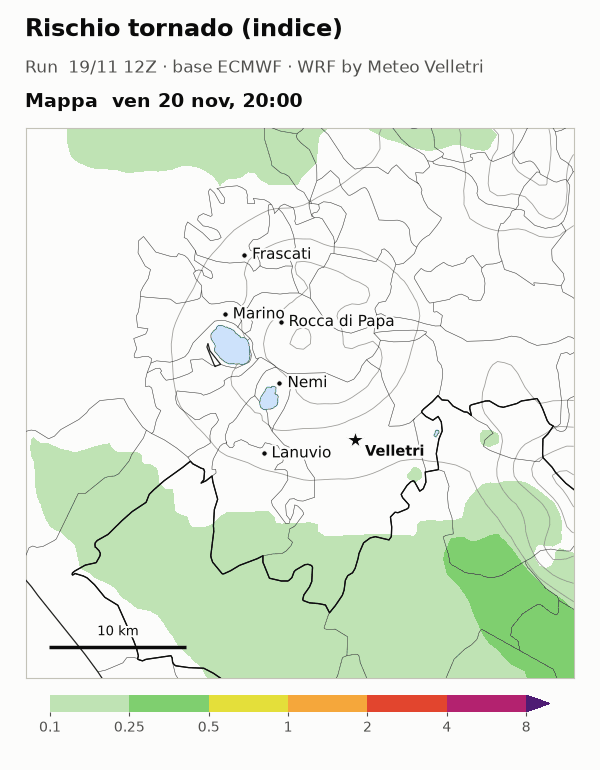 Rischio tornado (indice)
Run  19/11 12Z · base ECMWF · WRF by Meteo Velletri
Mappa  ven 20 nov, 20:00
Frascati
Marino
Rocca di Papa
Nemi
Velletri
Lanuvio
10 km
0.1 0.25 0.5 1 2 4 8